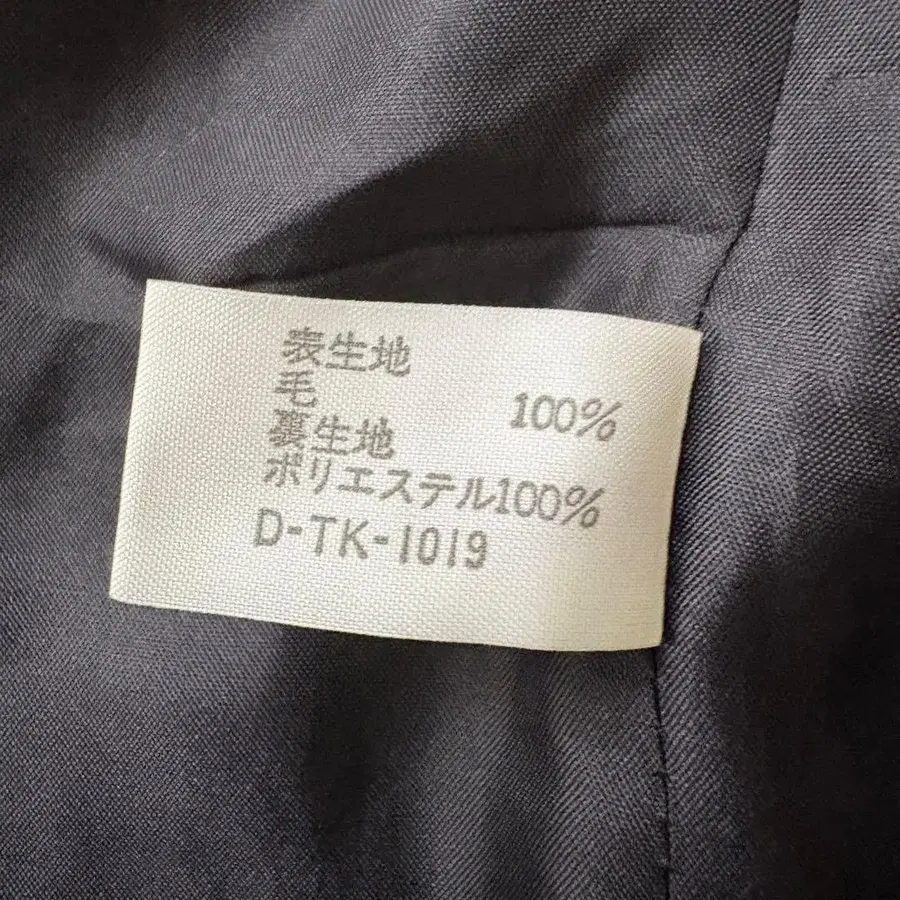 表生地
毛 100%
裏生地
ポリエステル100%
D-TK-1019